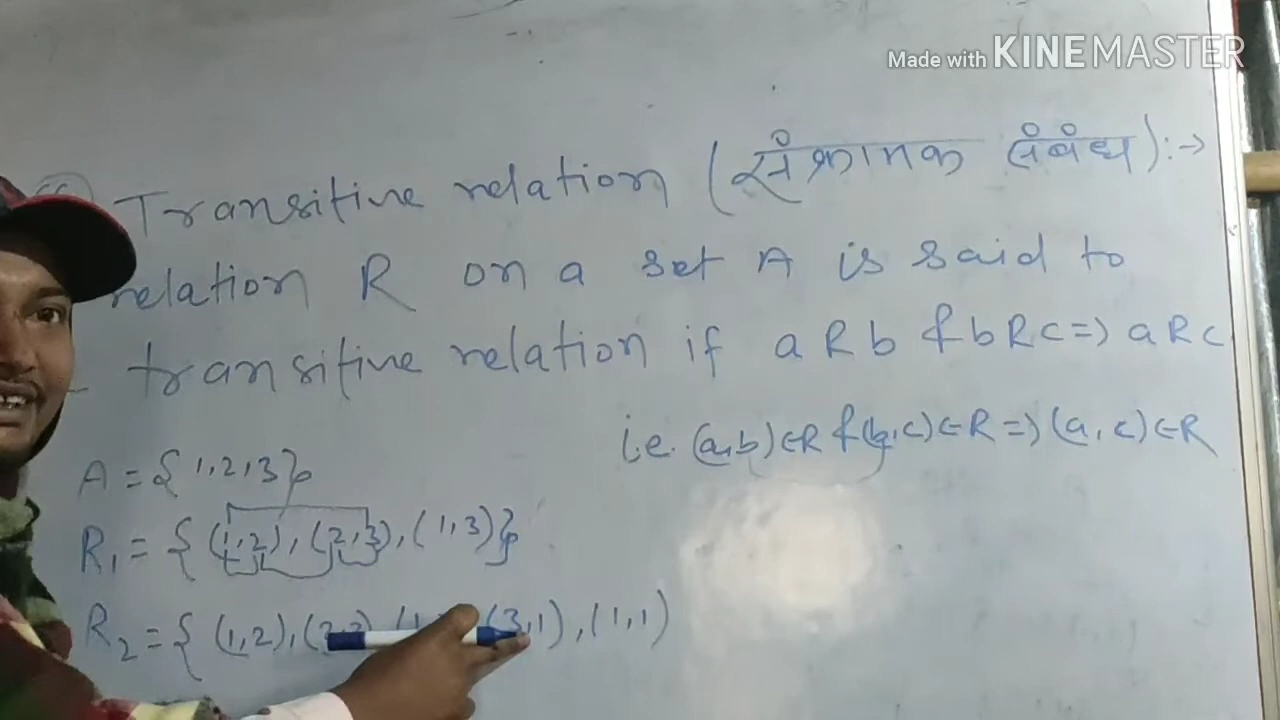 Made with KINEMASTER
Transitive relation (संक्रामक संबंध):→
relation R on a set A is said to
transitive relation if aRb & bRc => aRc
i.e. (a,b)∈R & (b,c)∈R => (a,c)∈R
A = {1,2,3}
R₁ = {(1,2),(2,3),(1,3)}
R₂ = {(1,2), (3,1),(1,1)